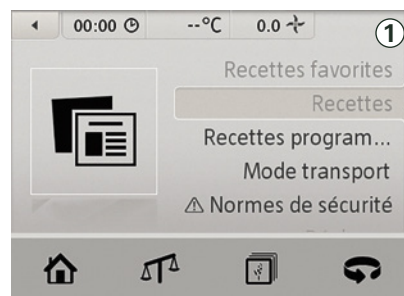 00:00 --°C 0.0 1
Recettes favorites
Recettes
Recettes program...
Mode transport
Normes de sécurité